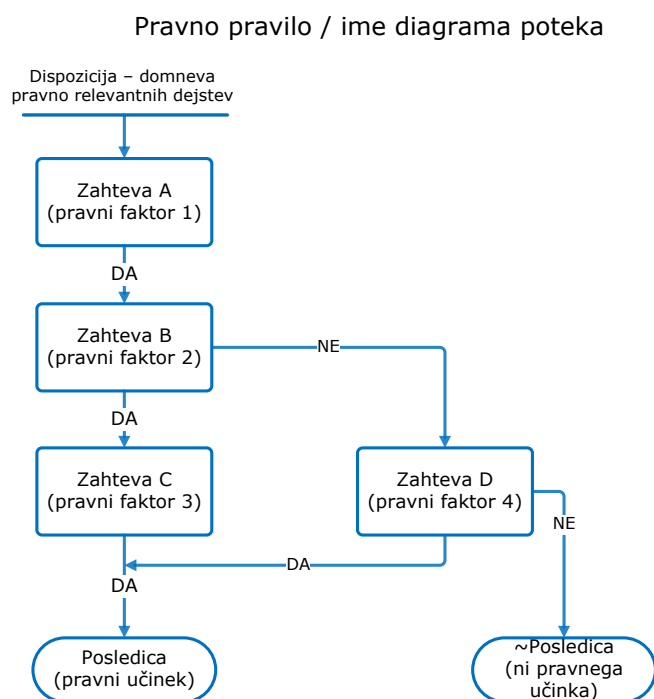 Pravno pravilo / ime diagrama poteka
Dispozicija – domneva
pravno relevantnih dejstev
Zahteva A
(pravni faktor 1)
DA
Zahteva B
(pravni faktor 2)
NE
DA
Zahteva C
(pravni faktor 3)
Zahteva D
(pravni faktor 4)
NE
DA
DA
Posledica
(pravni učinek)
~Posledica
(ni pravnega
učinka)